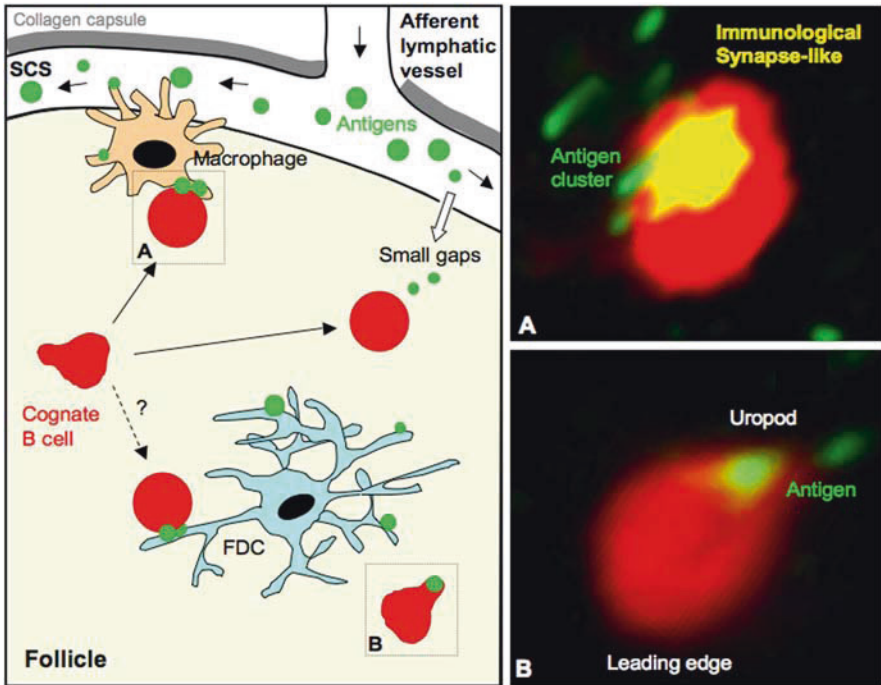 Collagen capsule
Afferent
lymphatic
vessel
SCS
Antigens
Macrophage
A
Small gaps
Cognate
B cell
?
FDC
B
Follicle
Immunological
Synapse-like
Antigen
cluster
A
Uropod
Antigen
B
Leading edge